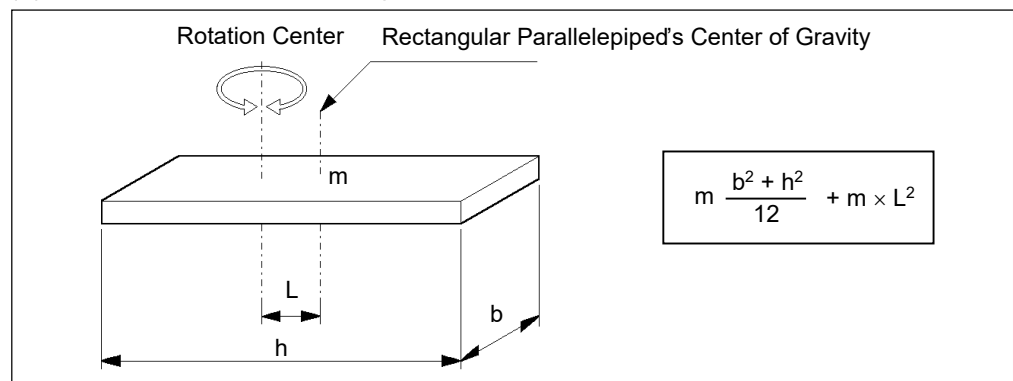 Rotation Center
Rectangular Parallelepiped’s Center of Gravity
m
m b² + h² / 12 + m × L²
L
b
h